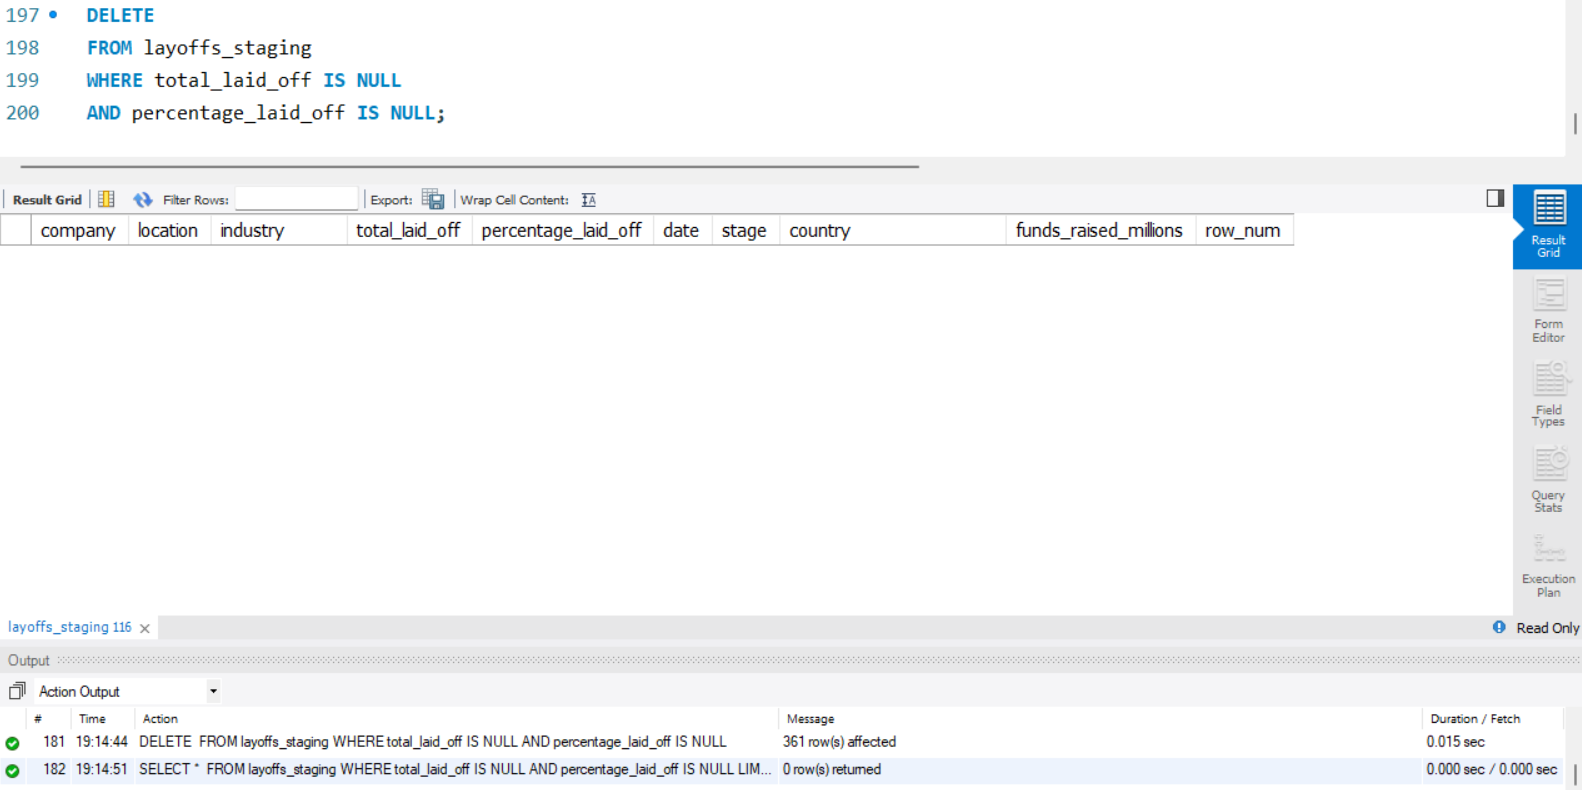 197 DELETE
198 FROM layoffs_staging
199 WHERE total_laid_off IS NULL
200 AND percentage_laid_off IS NULL;
Result Grid Filter Rows: Export: Wrap Cell Content:
company location industry total_laid_off percentage_laid_off date stage country funds_raised_millions row_num
Result
Grid
Form
Editor
Field
Types
Query
Stats
Execution
Plan
layoffs_staging 116
Read Only
Output
Action Output
# Time Action Message Duration / Fetch
181 19:14:44 DELETE FROM layoffs_staging WHERE total_laid_off IS NULL AND percentage_laid_off IS NULL 361 row(s) affected 0.015 sec
182 19:14:51 SELECT * FROM layoffs_staging WHERE total_laid_off IS NULL AND percentage_laid_off IS NULL LIM... 0 row(s) returned 0.000 sec / 0.000 sec